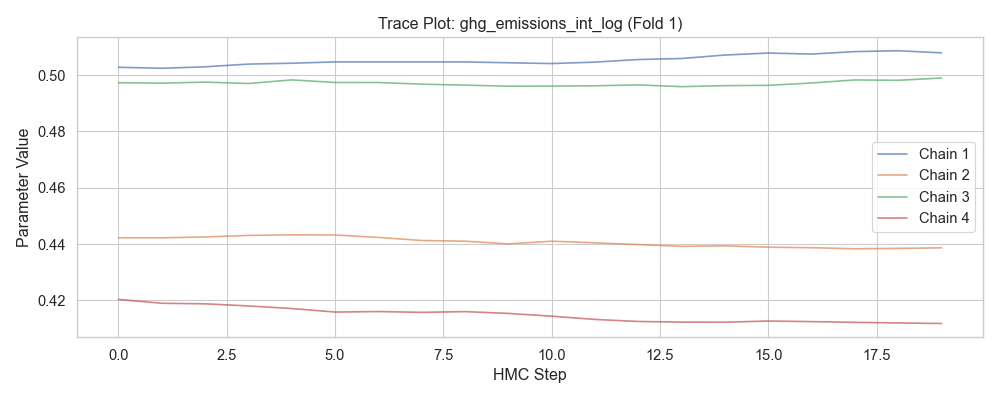 Trace Plot: ghg_emissions_int_log (Fold 1)
Parameter Value
0.50
0.48
0.46
0.44
0.42
Chain 1
Chain 2
Chain 3
Chain 4
0.0 2.5 5.0 7.5 10.0 12.5 15.0 17.5
HMC Step